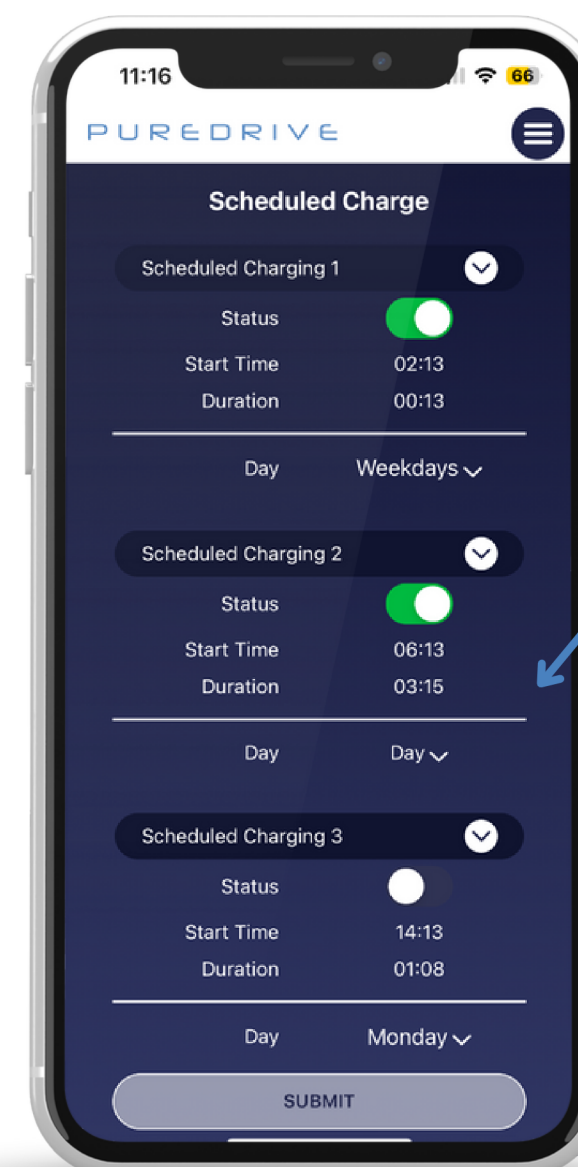 11:16 66
PUREDRIVE
Scheduled Charge
Scheduled Charging 1
Status
Start Time 02:13
Duration 00:13
Day Weekdays
Scheduled Charging 2
Status
Start Time 06:13
Duration 03:15
Day Day
Scheduled Charging 3
Status
Start Time 14:13
Duration 01:08
Day Monday
SUBMIT